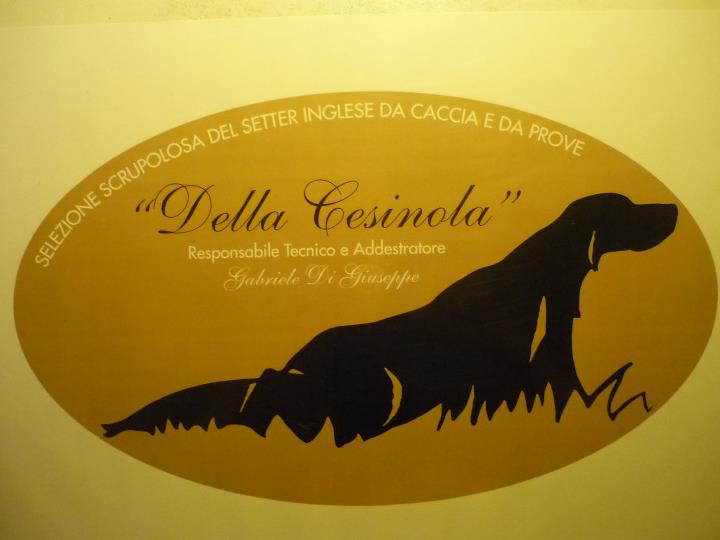 SELEZIONE SCRUPOLOSA DEL SETTER INGLESE DA CACCIA E DA PROVE
“Della Cesinola”
Responsabile Tecnico e Addestratore
Gabriele Di Giuseppe